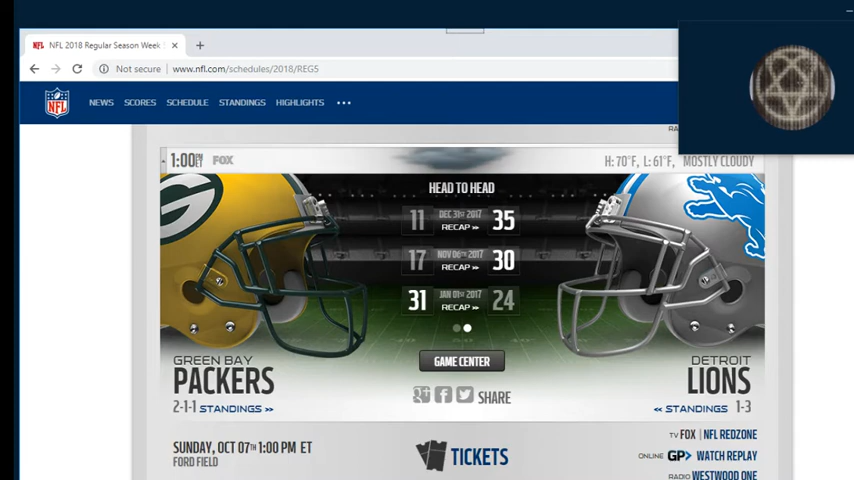 NFL 2018 Regular Season Week
Not secure | www.nfl.com/schedules/2018/REG5
NFL
NEWS SCORES SCHEDULE STANDINGS HIGHLIGHTS
1:00 PM ET FOX H: 70°F, L: 61°F, MOSTLY CLOUDY
HEAD TO HEAD
11 DEC 31ST 2017 35
RECAP
17 NOV 06TH 2017 30
RECAP
31 JAN 01ST 2017 24
RECAP
G
GAME CENTER
GREEN BAY DETROIT
PACKERS LIONS
2-1-1 STANDINGS >> << STANDINGS 1-3
g+ f SHARE
SUNDAY, OCT 07TH 1:00 PM ET
FORD FIELD
TICKETS
TV FOX | NFL REDZONE
ONLINE GP> WATCH REPLAY
RADIO WESTWOOD ONE